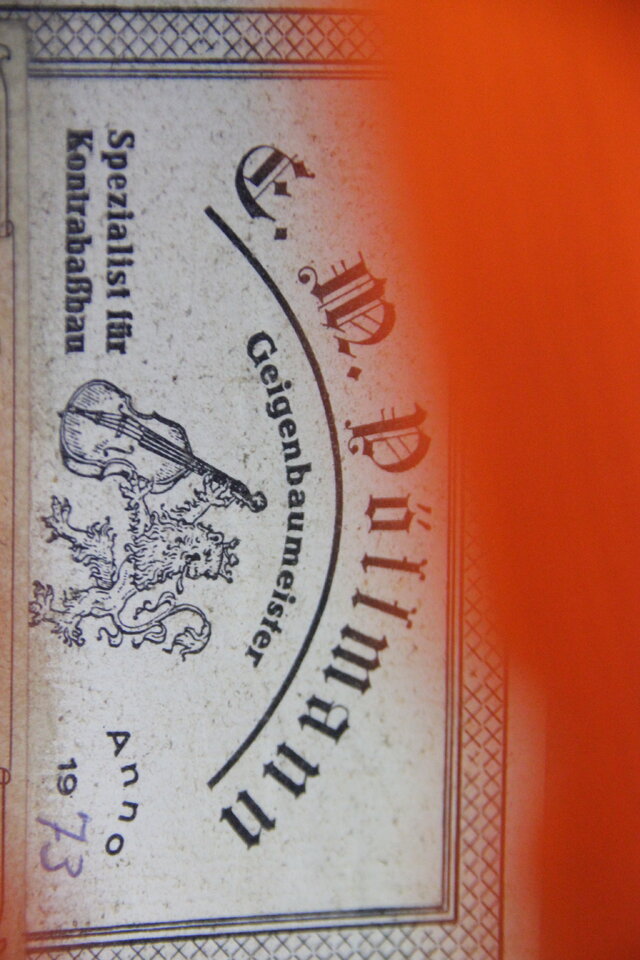 E. M. Pöllmann
Geigenbaumeister
Spezialist für
Kontrabaßbau
Anno
1973